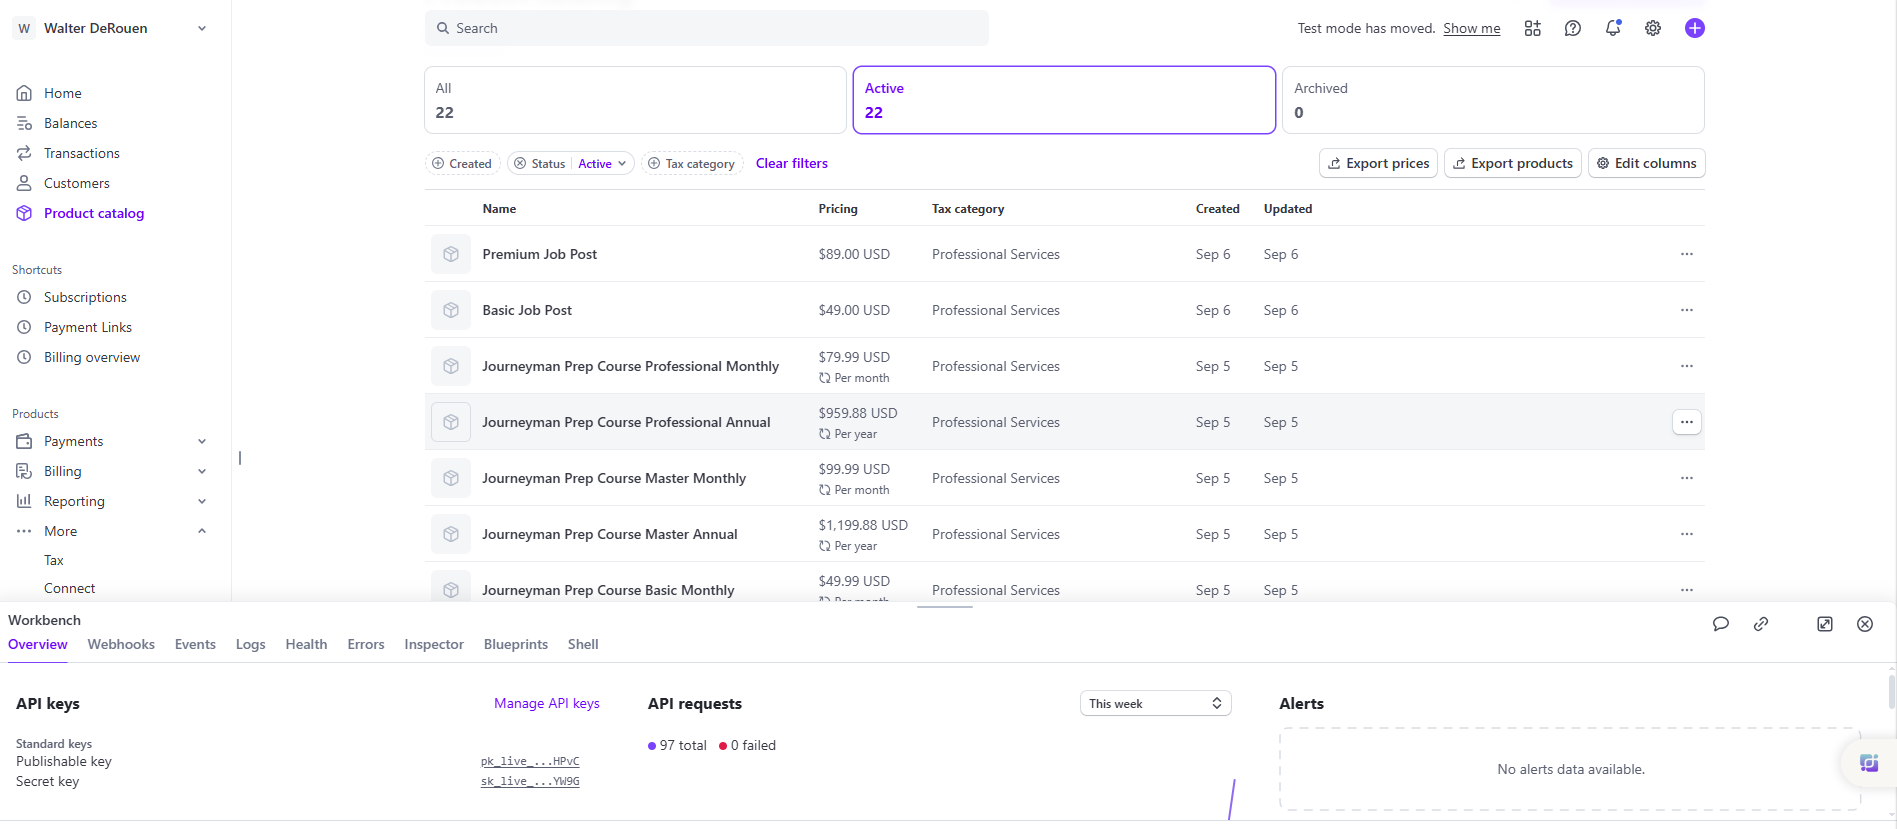 W Walter DeRouen
Search
Test mode has moved. Show me
Home
Balances
Transactions
Customers
Product catalog
Shortcuts
Subscriptions
Payment Links
Billing overview
Products
Payments
Billing
Reporting
More
Tax
Connect
All
22
Active
22
Archived
0
Created
Status Active
Tax category
Clear filters
Export prices
Export products
Edit columns
Name Pricing Tax category Created Updated
Premium Job Post $89.00 USD Professional Services Sep 6 Sep 6
Basic Job Post $49.00 USD Professional Services Sep 6 Sep 6
Journeyman Prep Course Professional Monthly $79.99 USD Professional Services Sep 5 Sep 5
Per month
Journeyman Prep Course Professional Annual $959.88 USD Professional Services Sep 5 Sep 5
Per year
Journeyman Prep Course Master Monthly $99.99 USD Professional Services Sep 5 Sep 5
Per month
Journeyman Prep Course Master Annual $1,199.88 USD Professional Services Sep 5 Sep 5
Per year
Journeyman Prep Course Basic Monthly $49.99 USD Professional Services Sep 5 Sep 5
Per month
Workbench
Overview Webhooks Events Logs Health Errors Inspector Blueprints Shell
API keys Manage API keys
Standard keys
Publishable key pk_live_...HPvC
Secret key sk_live_...YW9G
API requests This week
97 total 0 failed
Alerts
No alerts data available.